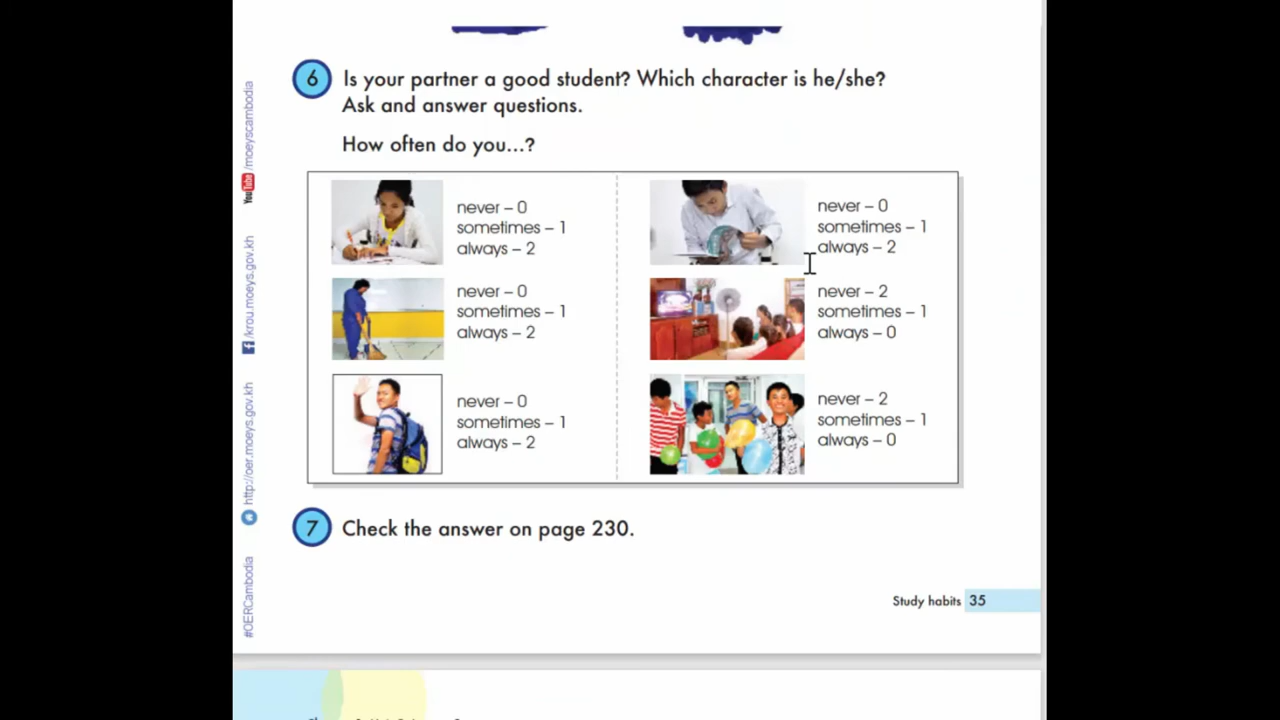 6 Is your partner a good student? Which character is he/she?
Ask and answer questions.
How often do you...?
never – 0
sometimes – 1
always – 2
never – 0
sometimes – 1
always – 2
never – 0
sometimes – 1
always – 2
never – 0
sometimes – 1
always – 2
never – 2
sometimes – 1
always – 0
never – 2
sometimes – 1
always – 0
7 Check the answer on page 230.
Study habits 35
YouTube /moeyscambodia
/krou.moeys.gov.kh
http://oer.moeys.gov.kh
#OERCambodia